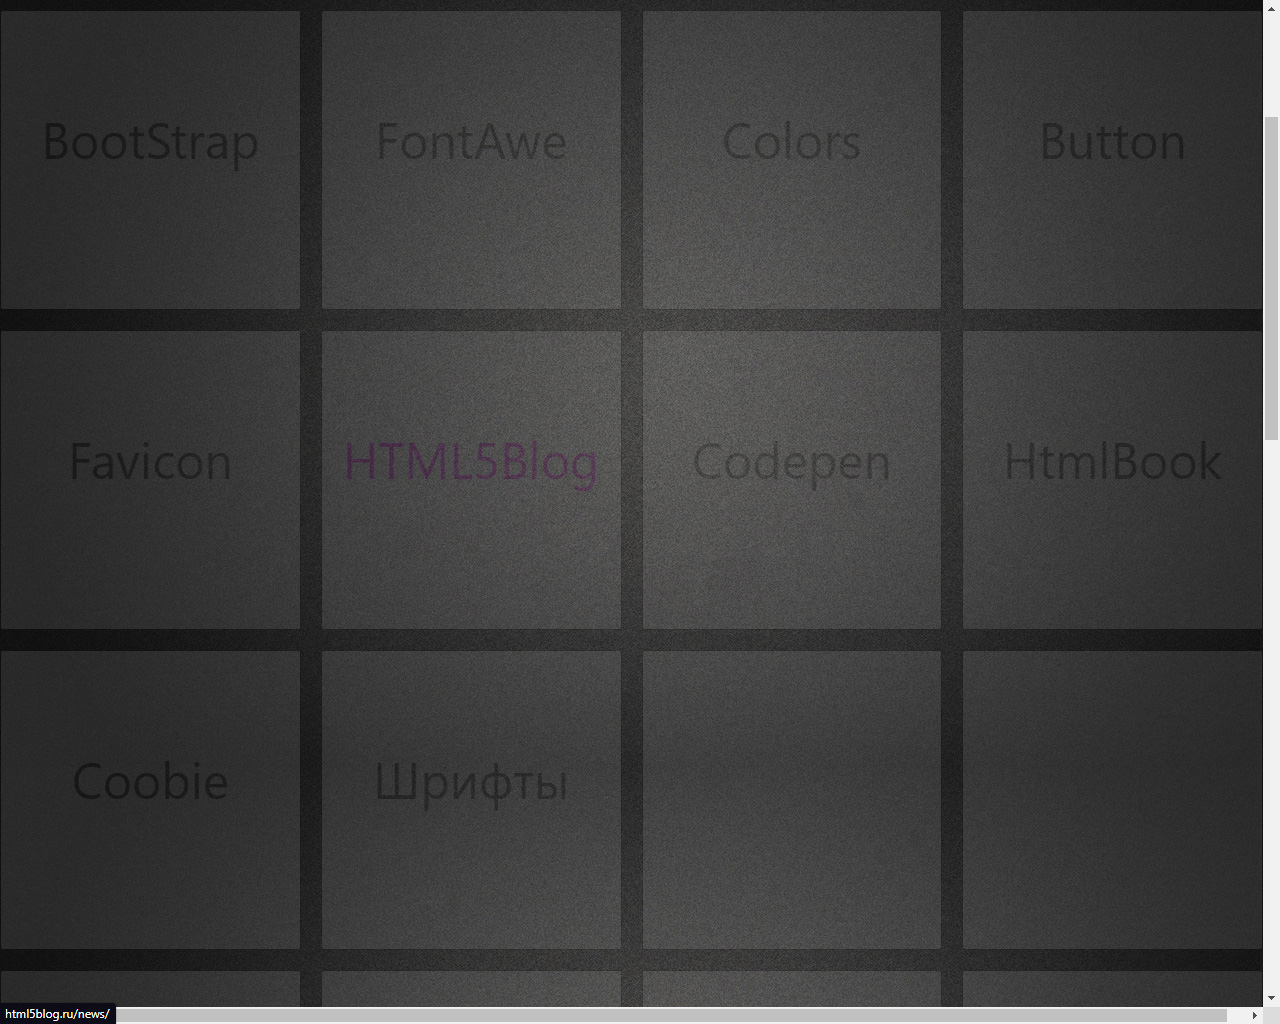 BootStrap
FontAwe
Colors
Button
Favicon
HTML5Blog
Codepen
HtmlBook
Coobie
Шрифты
html5blog.ru/news/